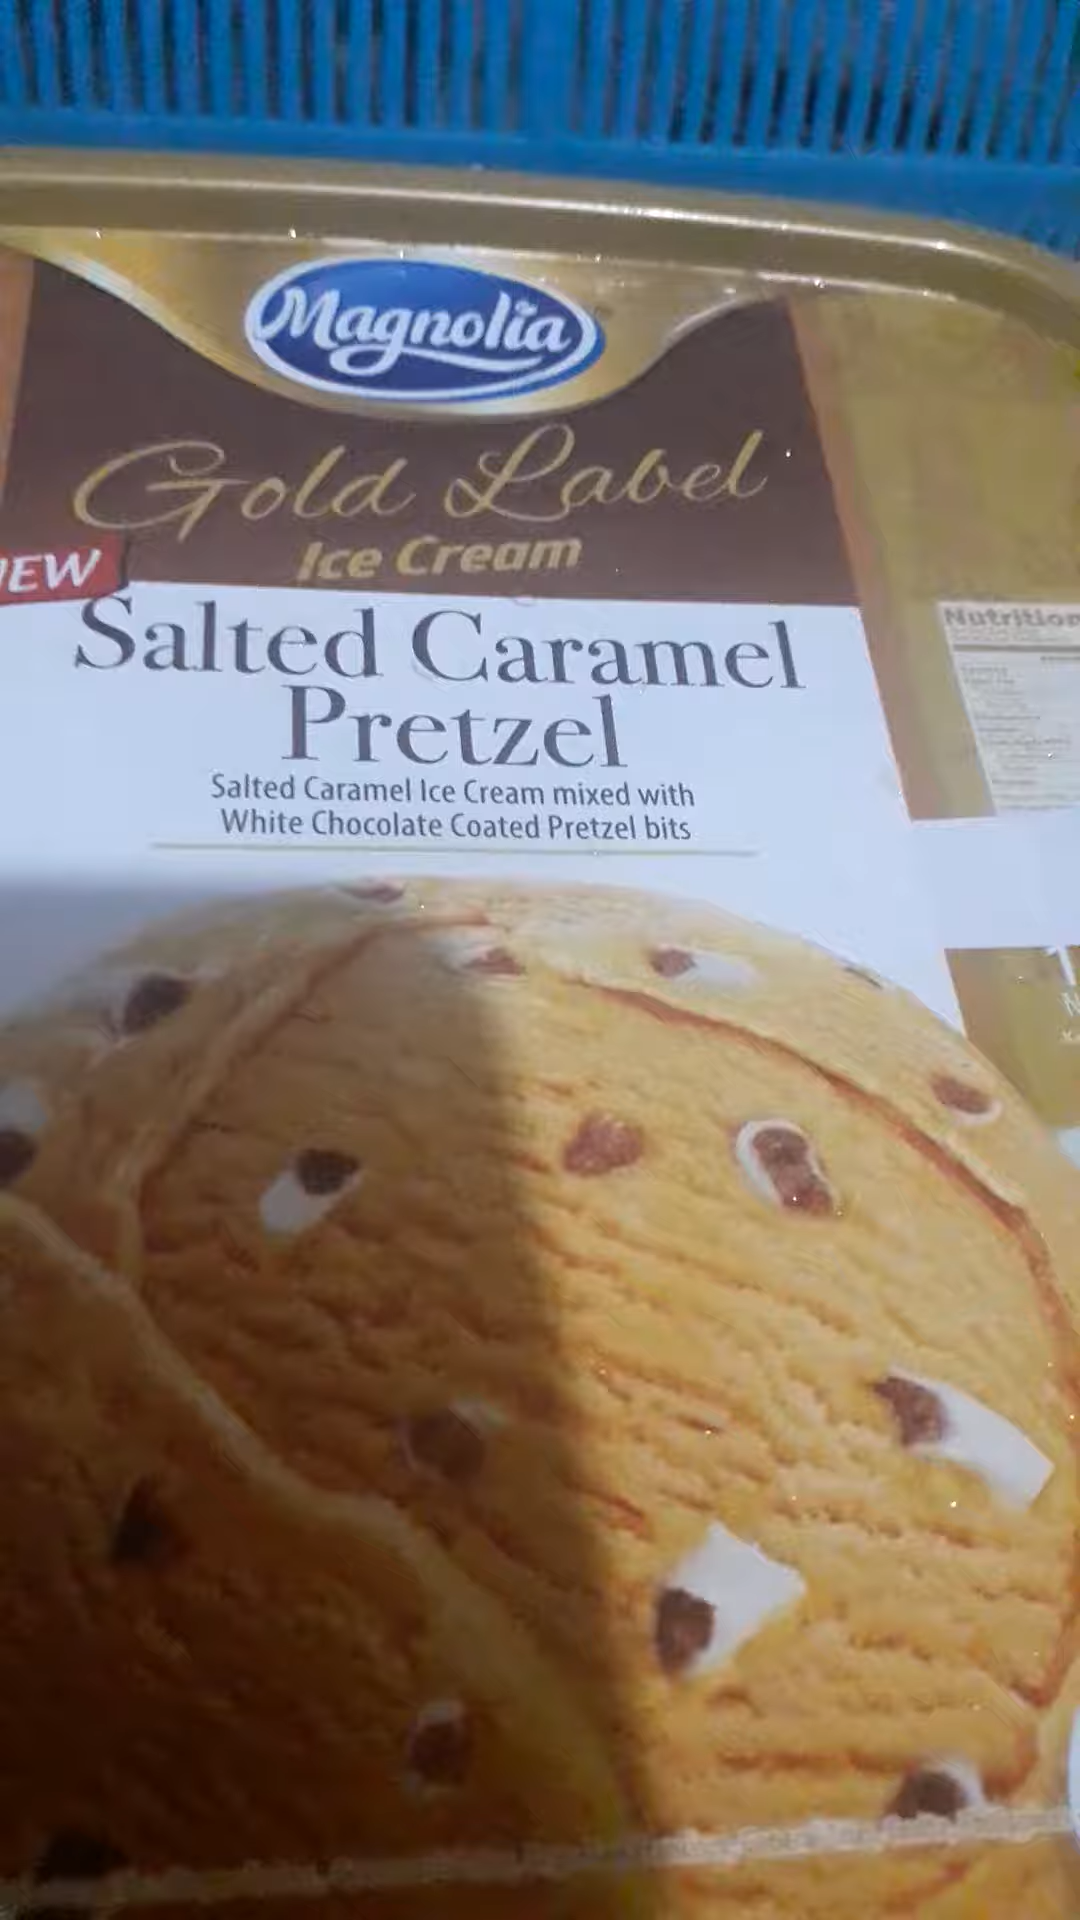 Magnolia
Gold Label
Ice Cream
NEW
Salted Caramel
Pretzel
Salted Caramel Ice Cream mixed with
White Chocolate Coated Pretzel bits
Nutrition